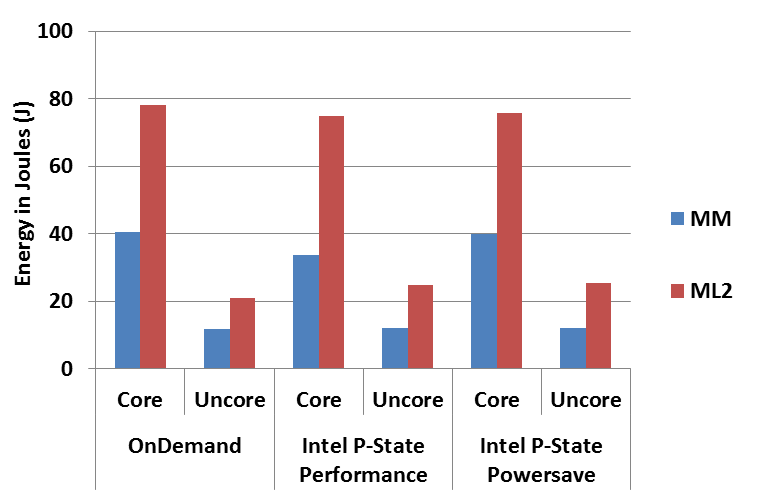 100
80
60
40
20
0
Energy in Joules (J)
Core Uncore Core Uncore Core Uncore
OnDemand
Intel P-State
Performance
Intel P-State
Powersave
MM
ML2